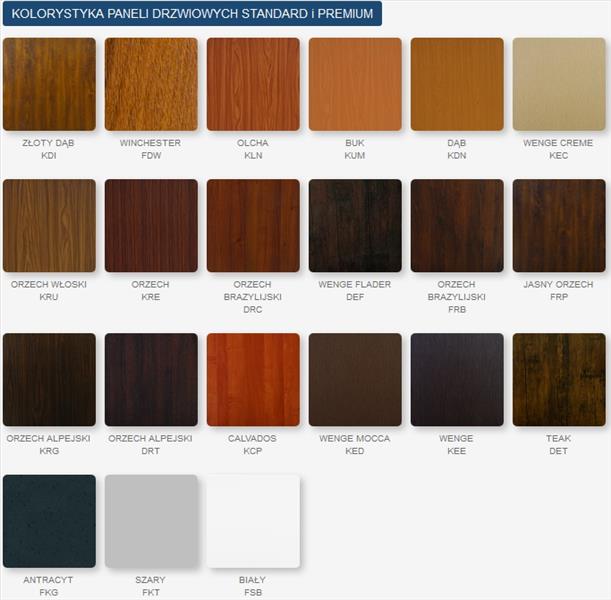 KOLORYSTYKA PANELI DRZWIOWYCH STANDARD i PREMIUM
ZŁOTY DĄB
KDI
WINCHESTER
FDW
OLCHA
KLN
BUK
KUM
DĄB
KDN
WENGE CREME
KEC
ORZECH WŁOSKI
KRU
ORZECH
KRE
ORZECH
BRAZYLIJSKI
DRC
WENGE FLADER
DEF
ORZECH
BRAZYLIJSKI
FRB
JASNY ORZECH
FRP
ORZECH ALPEJSKI
KRG
ORZECH ALPEJSKI
DRT
CALVADOS
KCP
WENGE MOCCA
KED
WENGE
KEE
TEAK
DET
ANTRACYT
FKG
SZARY
FKT
BIAŁY
FSB